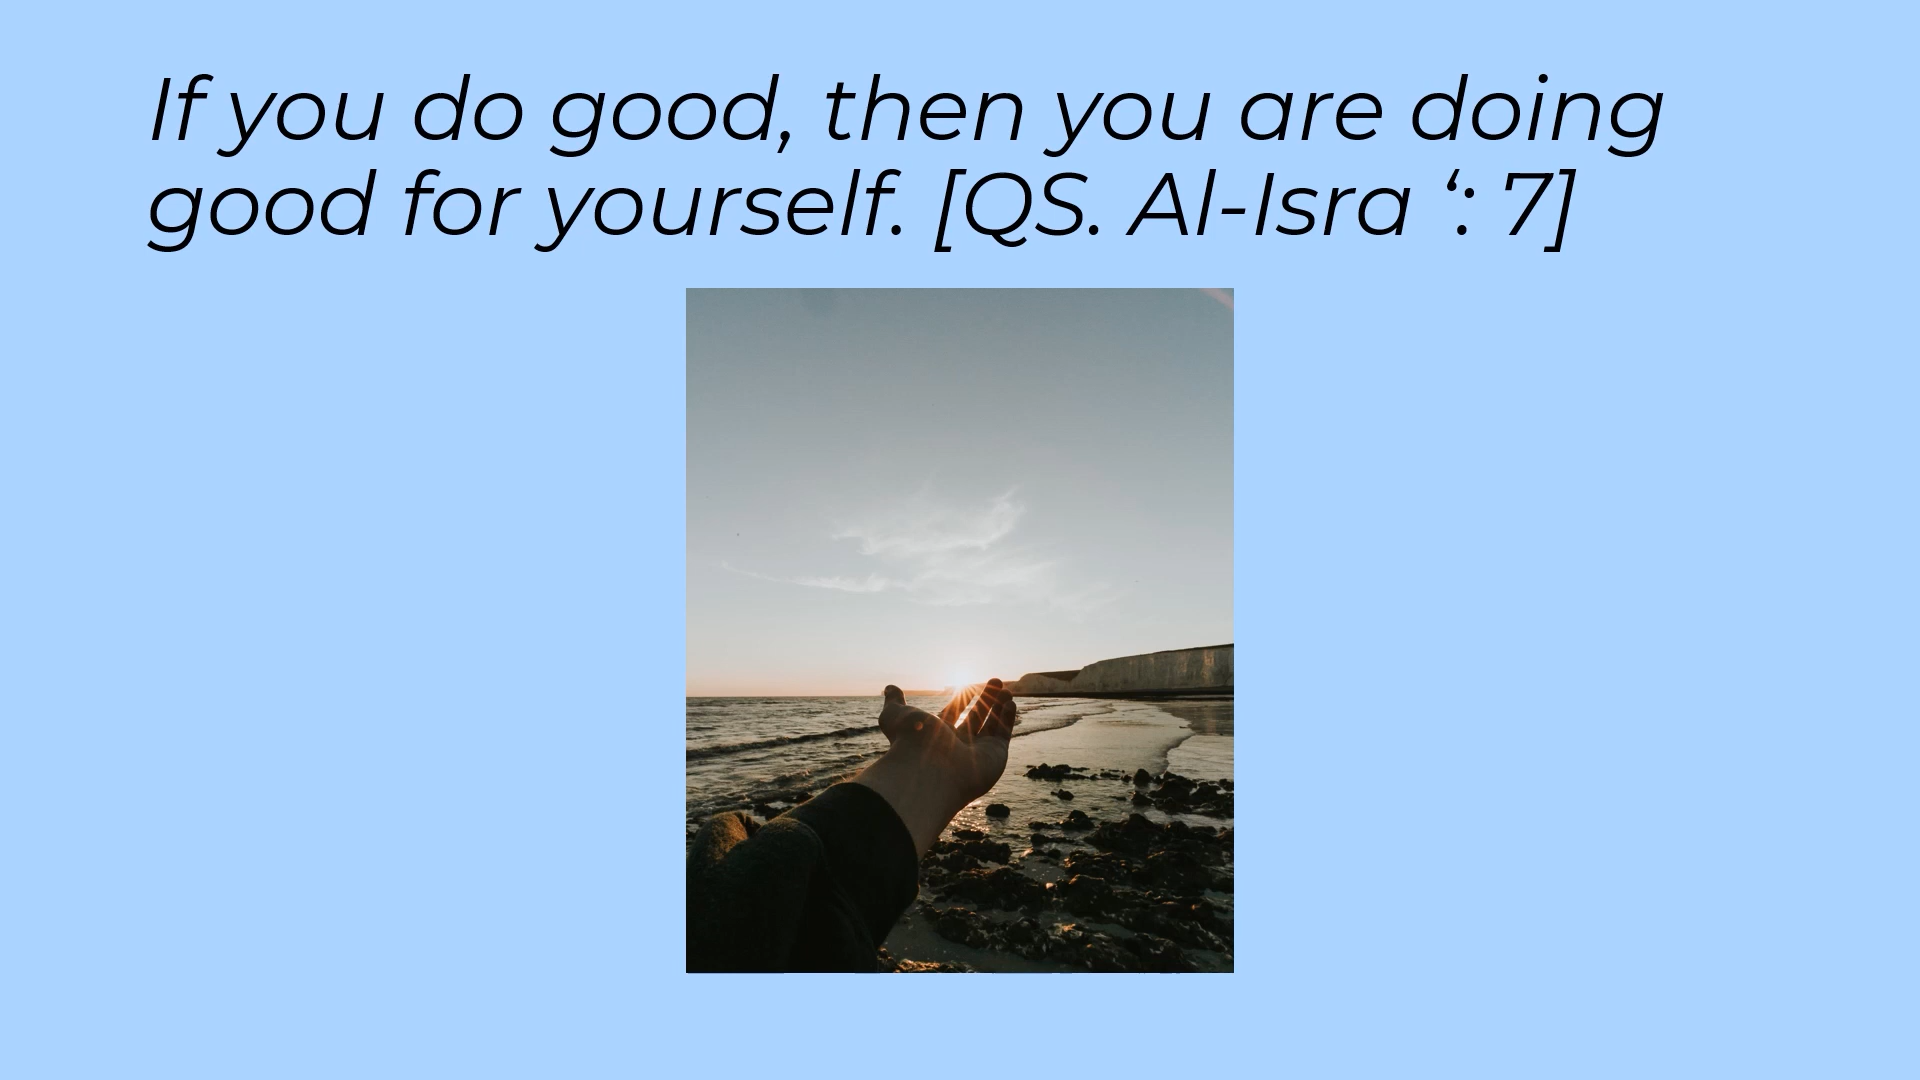 If you do good, then you are doing
good for yourself. [QS. Al-Isra ‘: 7]